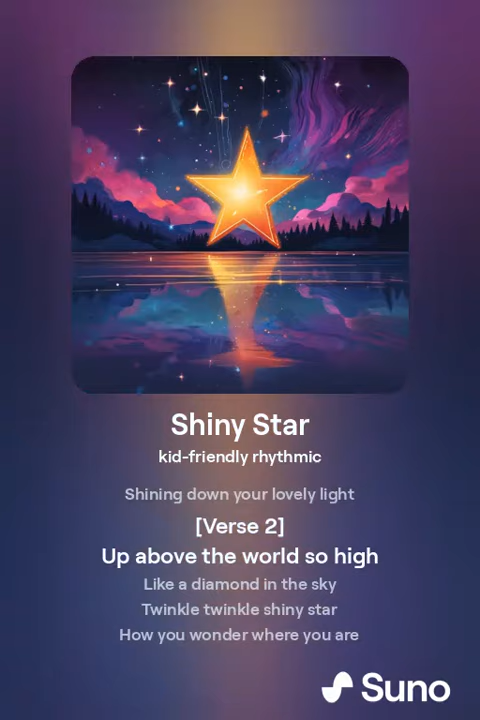 Shiny Star
kid-friendly rhythmic
Shining down your lovely light
[Verse 2]
Up above the world so high
Like a diamond in the sky
Twinkle twinkle shiny star
How you wonder where you are
Suno